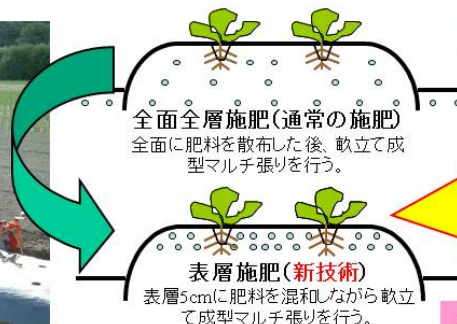 全面全層施肥(通常の施肥)
全面に肥料を散布した後、畝立て成
型マルチ張りを行う。
表層施肥(新技術)
表層5cmに肥料を混和しながら畝立
て成型マルチ張りを行う。